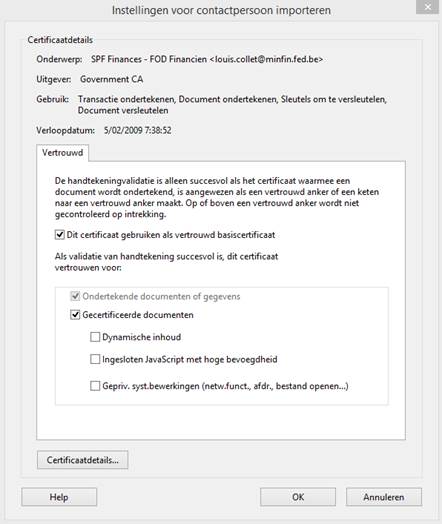 Instellingen voor contactpersoon importeren
Certificaatdetails
Onderwerp: SPF Finances - FOD Financien <louis.collet@minfin.fed.be>
Uitgever: Government CA
Gebruik: Transactie ondertekenen, Document ondertekenen, Sleutels om te versleutelen,
Document versleutelen
Verloopdatum: 5/02/2009 7:38:52
Vertrouwd
De handtekeningvalidatie is alleen succesvol als het certificaat waarmee een
document wordt ondertekend, is aangewezen als een vertrouwd anker of een keten
naar een vertrouwd anker maakt. Op of boven een vertrouwd anker wordt niet
gecontroleerd op intrekking.
Dit certificaat gebruiken als vertrouwd basiscertificaat
Als validatie van handtekening succesvol is, dit certificaat
vertrouwen voor:
Ondertekende documenten of gegevens
Gecertificeerde documenten
Dynamische inhoud
Ingesloten JavaScript met hoge bevoegdheid
Gepriv. syst.bewerkingen (netw.funct., afdr., bestand openen...)
Certificaatdetails...
Help
OK
Annuleren